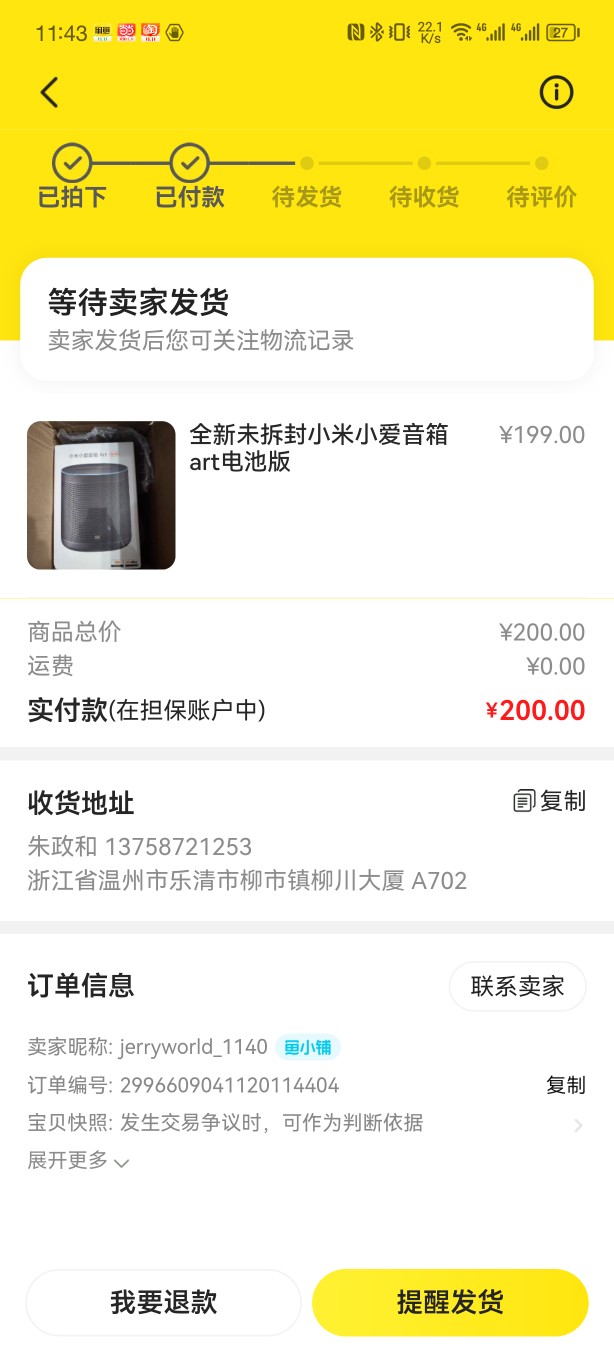 11:43
22.1 K/s
4G
4G
27
已拍下
已付款
待发货
待收货
待评价
等待卖家发货
卖家发货后您可关注物流记录
全新未拆封小米小爱音箱 ¥199.00
art电池版
小米小爱音箱 Art
商品总价 ¥200.00
运费 ¥0.00
实付款(在担保账户中) ¥200.00
收货地址 复制
朱政和 13758721253
浙江省温州市乐清市柳市镇柳川大厦 A702
订单信息 联系卖家
卖家昵称: jerryworld_1140 鱼小铺
订单编号: 2996609041120114404 复制
宝贝快照: 发生交易争议时，可作为判断依据
展开更多
我要退款 提醒发货